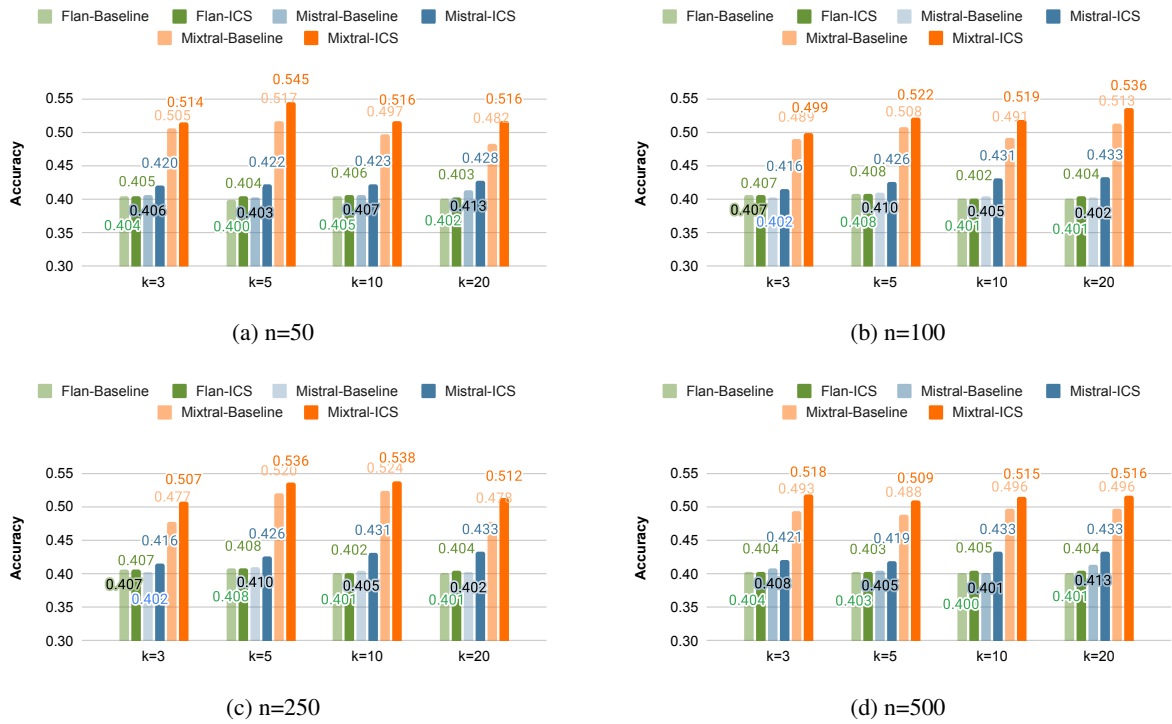 Flan-Baseline Flan-ICS Mistral-Baseline Mistral-ICS
Mixtral-Baseline Mixtral-ICS
Accuracy
0.55
0.50
0.45
0.40
0.35
0.30
0.404 0.405 0.406 0.420 0.505 0.514
0.400 0.404 0.403 0.422 0.517 0.545
0.405 0.406 0.407 0.423 0.497 0.516
0.402 0.403 0.413 0.428 0.482 0.516
k=3 k=5 k=10 k=20
(a) n=50
Flan-Baseline Flan-ICS Mistral-Baseline Mistral-ICS
Mixtral-Baseline Mixtral-ICS
Accuracy
0.55
0.50
0.45
0.40
0.35
0.30
0.407 0.407 0.402 0.416 0.489 0.499
0.408 0.408 0.410 0.426 0.508 0.522
0.401 0.402 0.405 0.431 0.491 0.519
0.401 0.404 0.402 0.433 0.513 0.536
k=3 k=5 k=10 k=20
(b) n=100
Flan-Baseline Flan-ICS Mistral-Baseline Mistral-ICS
Mixtral-Baseline Mixtral-ICS
Accuracy
0.55
0.50
0.45
0.40
0.35
0.30
0.407 0.407 0.402 0.416 0.477 0.507
0.408 0.408 0.410 0.426 0.520 0.536
0.401 0.402 0.405 0.431 0.524 0.538
0.401 0.404 0.402 0.433 0.478 0.512
k=3 k=5 k=10 k=20
(c) n=250
Flan-Baseline Flan-ICS Mistral-Baseline Mistral-ICS
Mixtral-Baseline Mixtral-ICS
Accuracy
0.55
0.50
0.45
0.40
0.35
0.30
0.404 0.404 0.408 0.421 0.493 0.518
0.403 0.403 0.405 0.419 0.488 0.509
0.400 0.405 0.401 0.433 0.496 0.515
0.401 0.404 0.413 0.433 0.496 0.516
k=3 k=5 k=10 k=20
(d) n=500